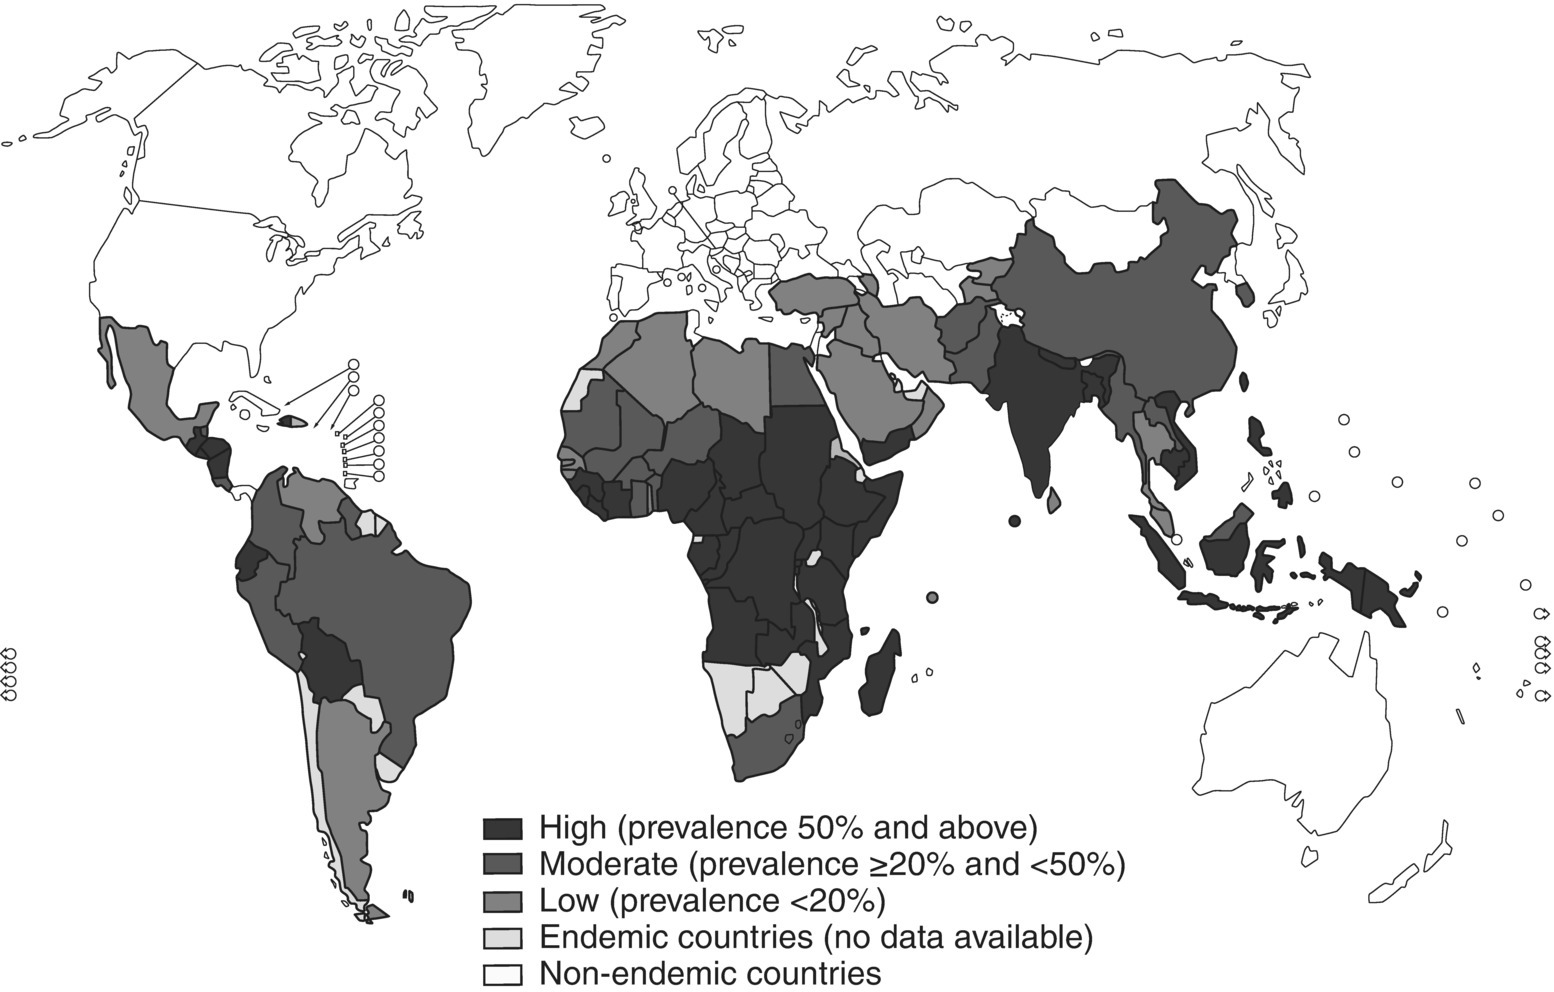 High (prevalence 50% and above)
Moderate (prevalence ≥20% and <50%)
Low (prevalence <20%)
Endemic countries (no data available)
Non-endemic countries